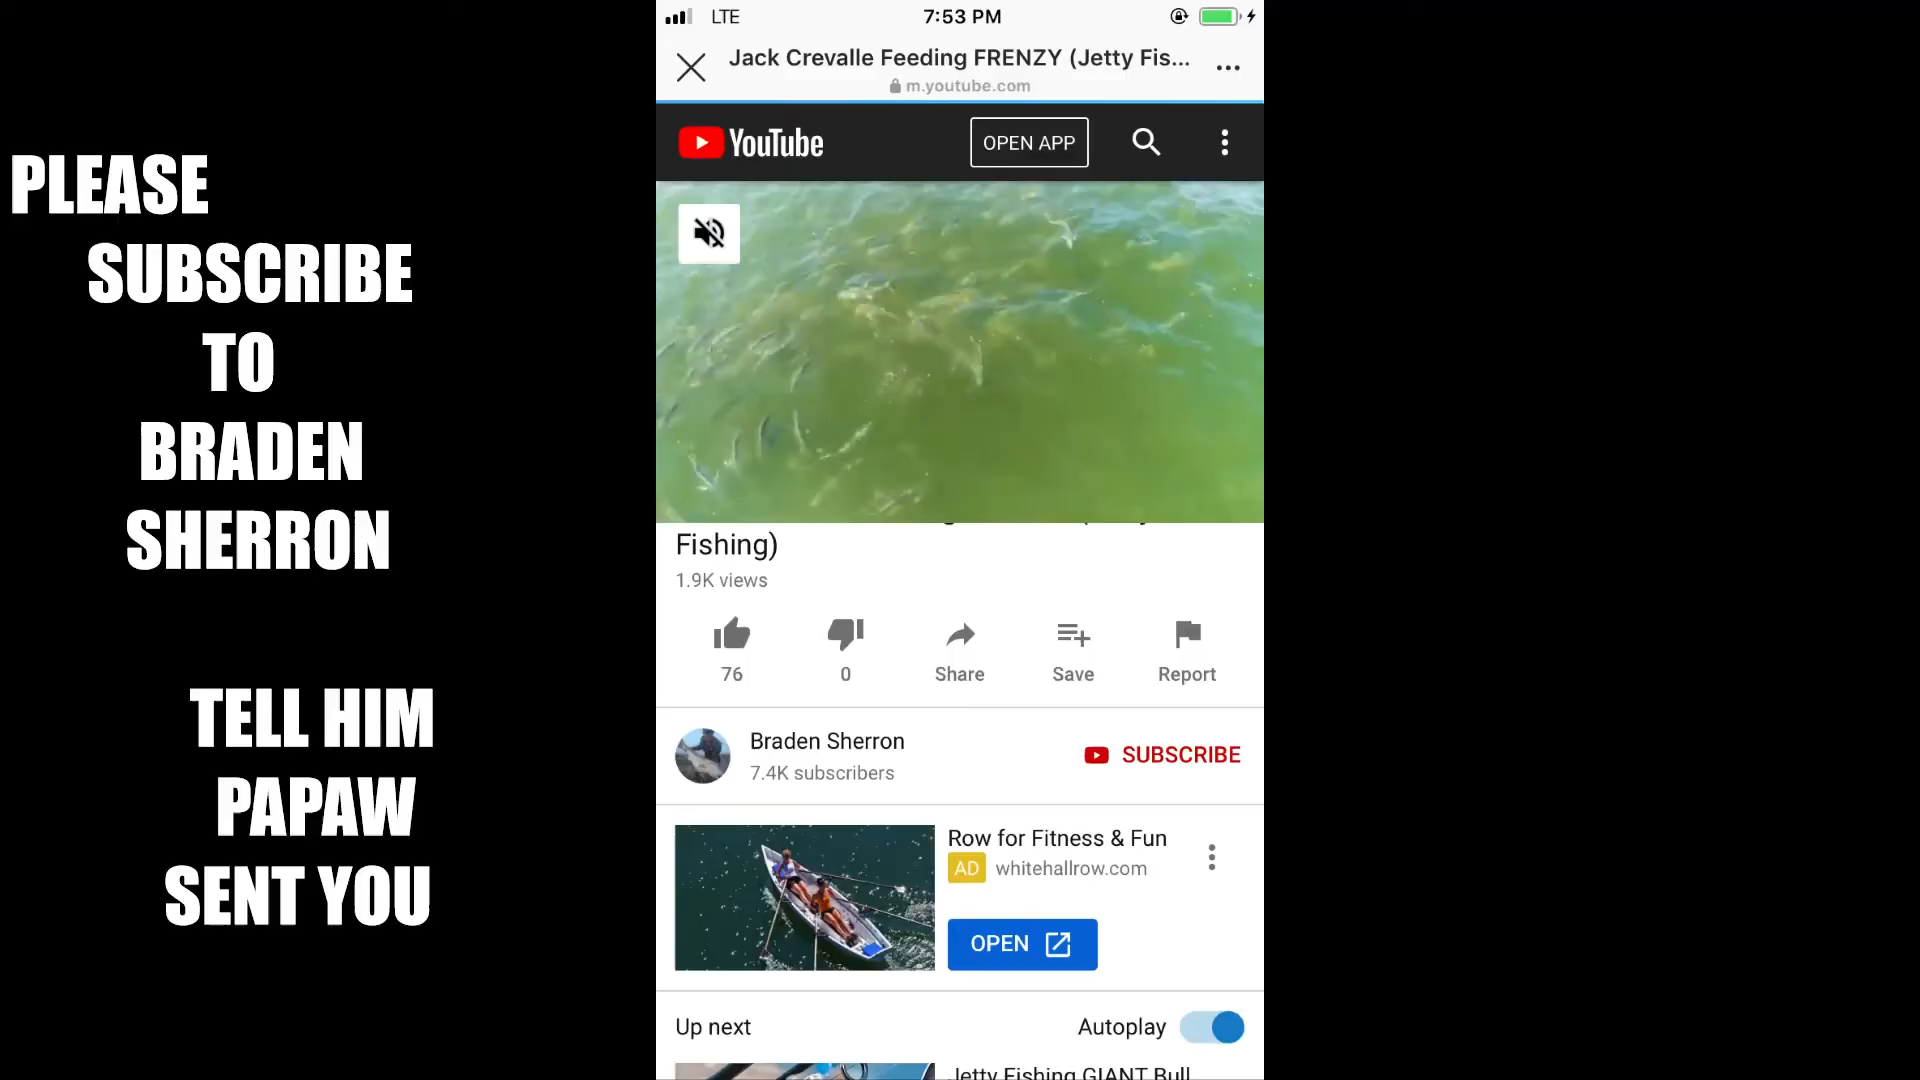 PLEASE
SUBSCRIBE
TO
BRADEN
SHERRON
TELL HIM
PAPAW
SENT YOU
LTE
7:53 PM
Jack Crevalle Feeding FRENZY (Jetty Fis...
m.youtube.com
YouTube
OPEN APP
Fishing)
1.9K views
76
0
Share
Save
Report
Braden Sherron
7.4K subscribers
SUBSCRIBE
Row for Fitness & Fun
AD whitehallrow.com
OPEN
Up next
Autoplay
Jetty Fishing GIANT Bull